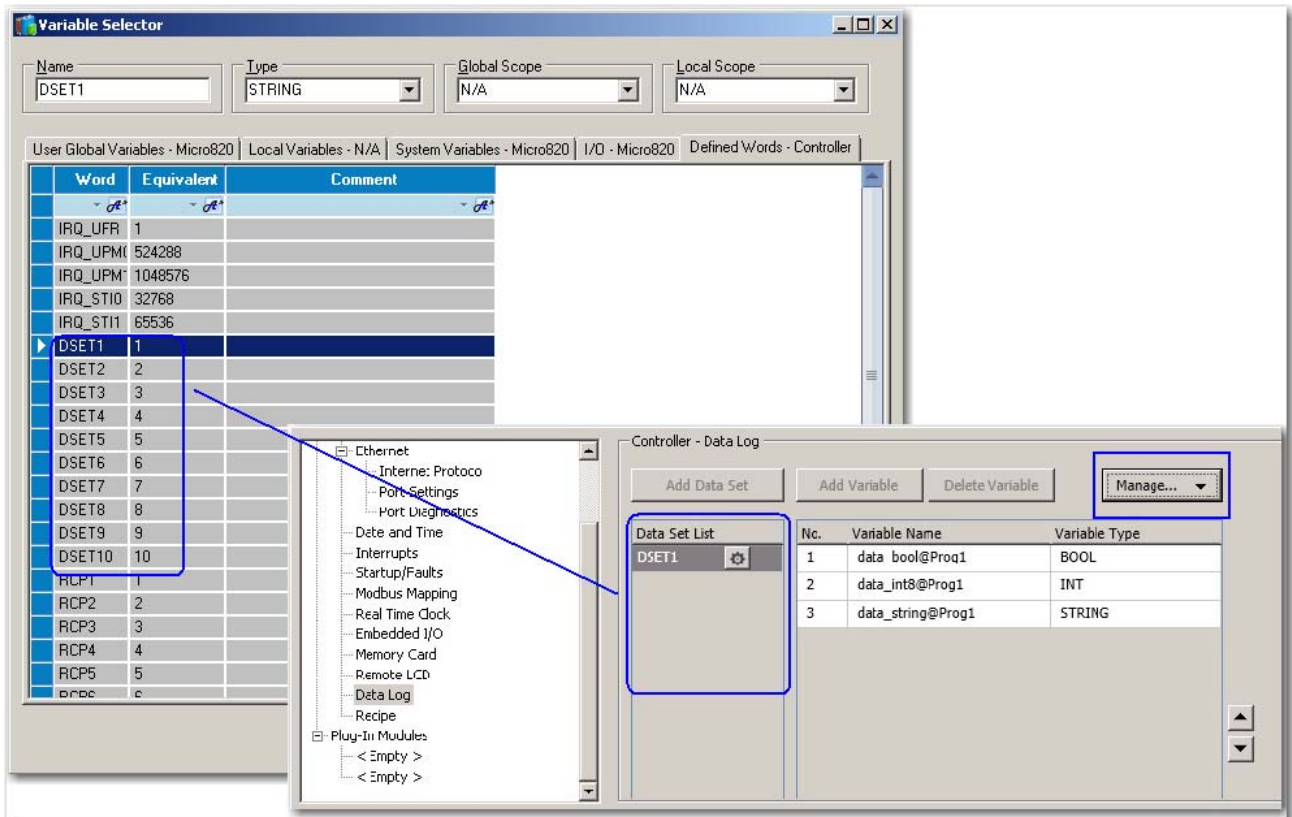 Variable Selector
Name
Type
Global Scope
Local Scope
DSET1
STRING
N/A
N/A
User Global Variables - Micro820
Local Variables - N/A
System Variables - Micro820
I/O - Micro820
Defined Words - Controller
Word Equivalent Comment
IRQ_UFR 1
IRQ_UPM 524288
IRQ_UPM 1048576
IRQ_STI0 32768
IRQ_STI1 65536
DSET1 1
DSET2 2
DSET3 3
DSET4 4
DSET5 5
DSET6 6
DSET7 7
DSET8 8
DSET9 9
DSET10 10
RCP1 1
RCP2 2
RCP3 3
RCP4 4
RCP5 5
Ethernet
Interne: Protoco
Port Settings
Port Diagnostics
Date and Time
Interrupts
Startup/Faults
Modbus Mapping
Real Time Clock
Embedded I/O
Memory Card
Remote LCD
Data Log
Recipe
Plug-In Modules
< Empty >
< Empty >
Controller - Data Log
Add Data Set
Add Variable
Delete Variable
Manage...
Data Set List
DSET1
No. Variable Name Variable Type
1 data_bool@Prog1 BOOL
2 data_int8@Prog1 INT
3 data_string@Prog1 STRING